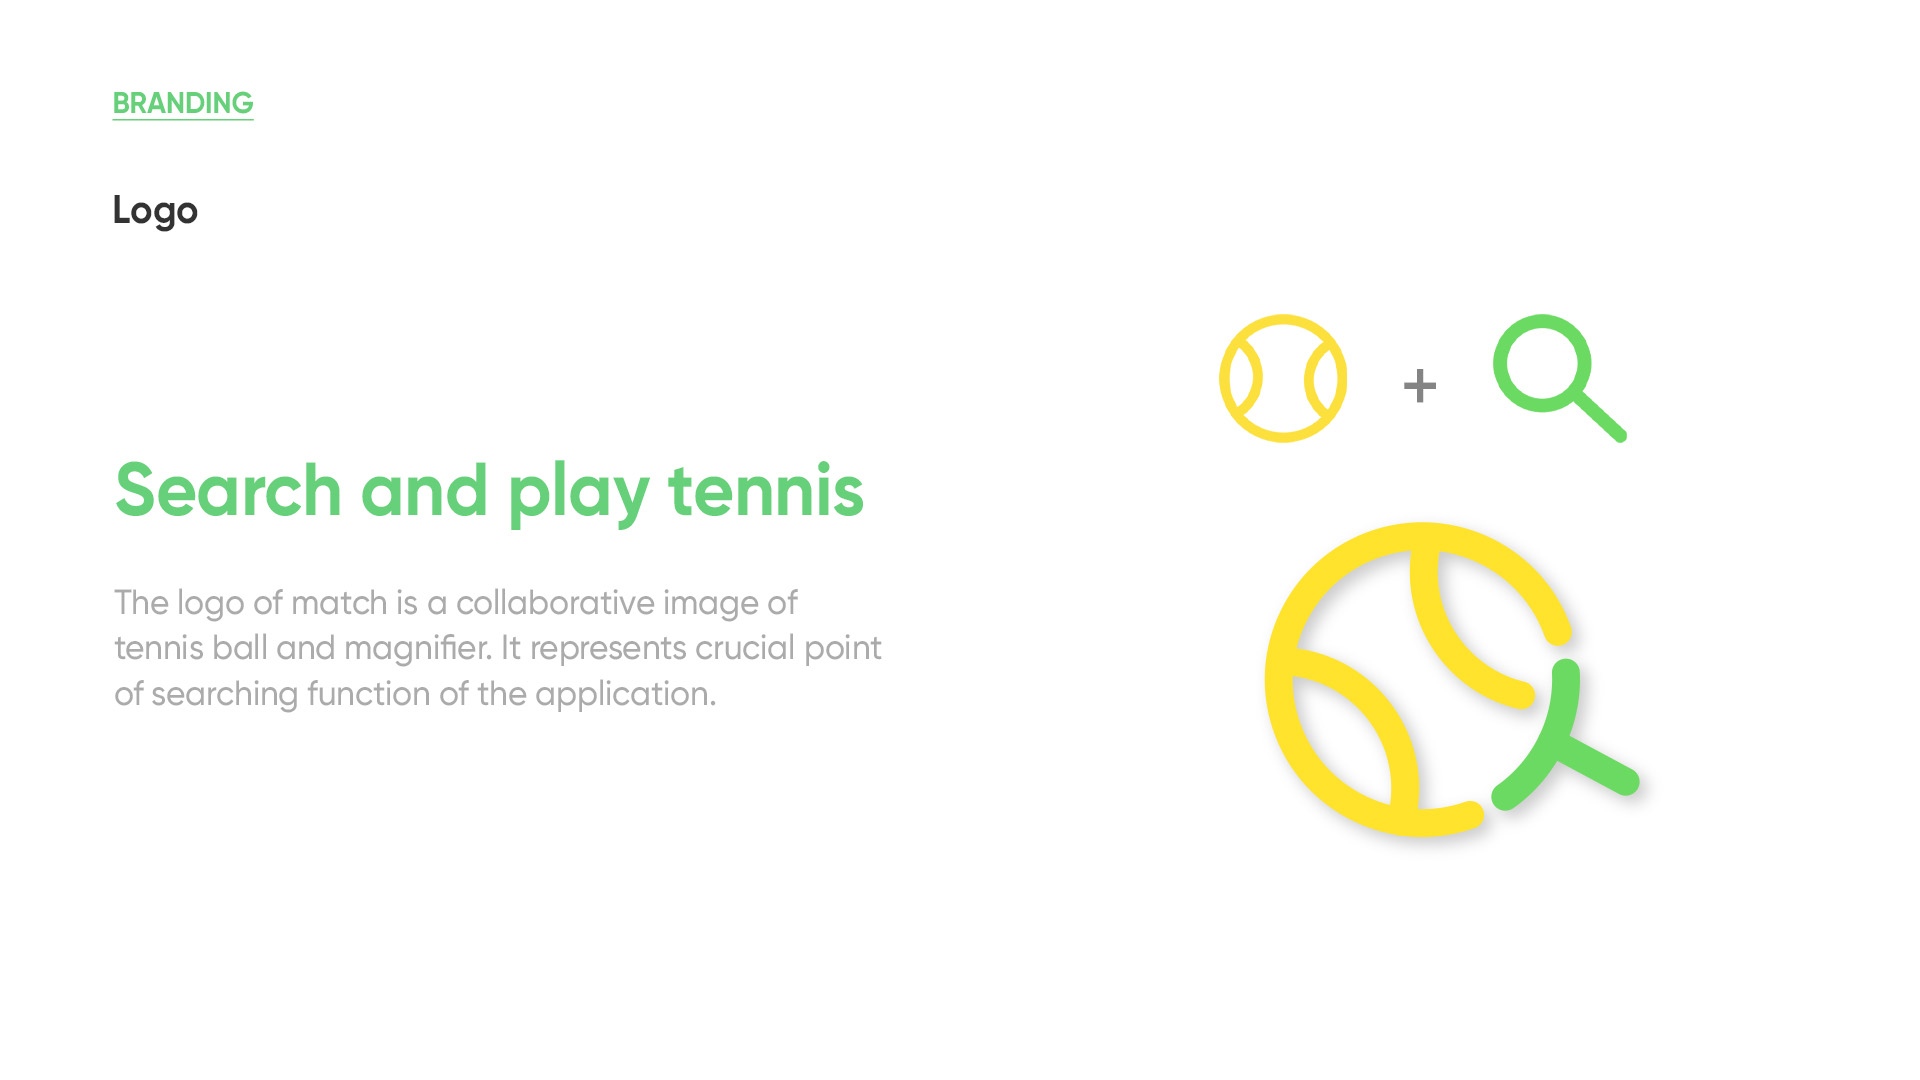 BRANDING
Logo
+
Search and play tennis
The logo of match is a collaborative image of
tennis ball and magnifier. It represents crucial point
of searching function of the application.